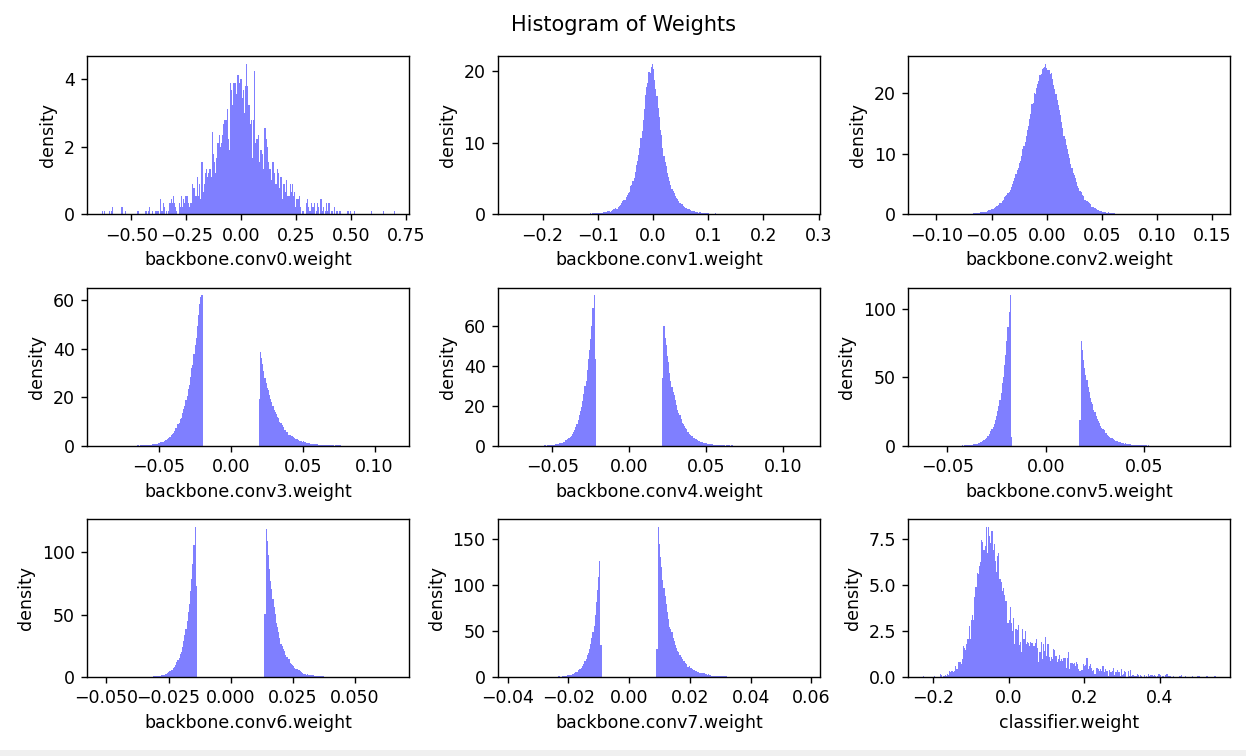 Histogram of Weights
density
4
2
0
−0.50 −0.25 0.00 0.25 0.50 0.75
backbone.conv0.weight
density
20
10
0
−0.2 −0.1 0.0 0.1 0.2 0.3
backbone.conv1.weight
density
20
10
0
−0.10 −0.05 0.00 0.05 0.10 0.15
backbone.conv2.weight
density
60
40
20
0
−0.05 0.00 0.05 0.10
backbone.conv3.weight
density
60
40
20
0
−0.05 0.00 0.05 0.10
backbone.conv4.weight
density
100
50
0
−0.05 0.00 0.05
backbone.conv5.weight
density
100
50
0
−0.050 −0.025 0.000 0.025 0.050
backbone.conv6.weight
density
150
100
50
0
−0.04 −0.02 0.00 0.02 0.04 0.06
backbone.conv7.weight
density
7.5
5.0
2.5
0.0
−0.2 0.0 0.2 0.4
classifier.weight